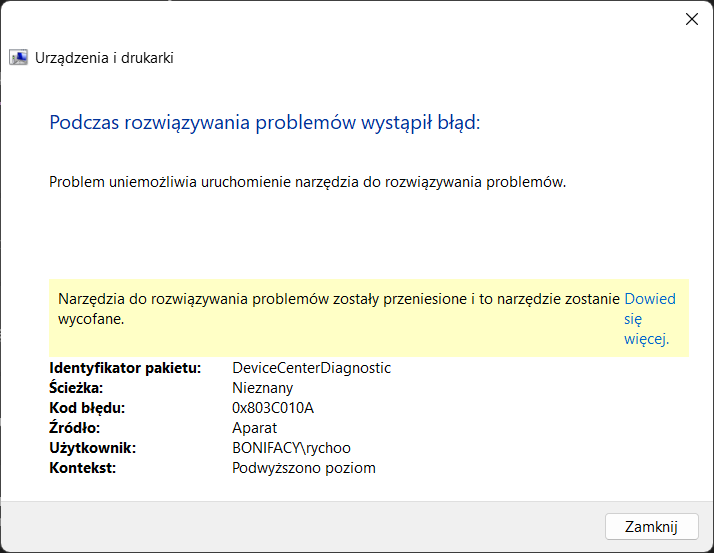 Urządzenia i drukarki
Podczas rozwiązywania problemów wystąpił błąd:
Problem uniemożliwia uruchomienie narzędzia do rozwiązywania problemów.
Narzędzia do rozwiązywania problemów zostały przeniesione i to narzędzie zostanie
wycofane.
Dowied
się
więcej.
Identyfikator pakietu: DeviceCenterDiagnostic
Ścieżka: Nieznany
Kod błędu: 0x803C010A
Źródło: Aparat
Użytkownik: BONIFACY\rychoo
Kontekst: Podwyższono poziom
Zamknij